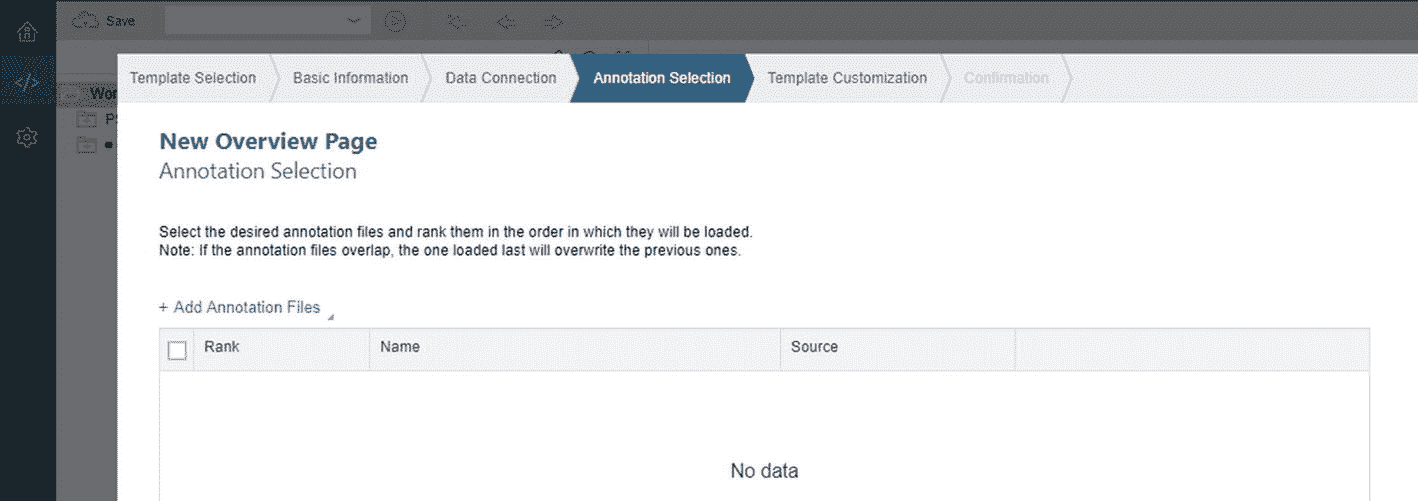 Save
Template Selection
Basic Information
Data Connection
Annotation Selection
Template Customization
Confirmation
New Overview Page
Annotation Selection
Select the desired annotation files and rank them in the order in which they will be loaded.
Note: If the annotation files overlap, the one loaded last will overwrite the previous ones.
+ Add Annotation Files
Rank
Name
Source
No data